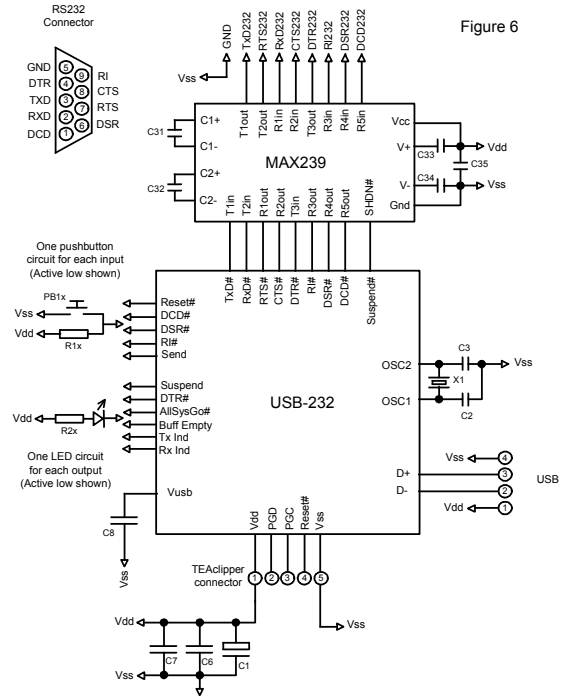 RS232
Connector
Figure 6
GND
DTR
TXD
RXD
DCD
5
4
3
2
1
9
8
7
6
RI
CTS
RTS
DSR
GND
TxD232
RTS232
RxD232
CTS232
DTR232
RI232
DSR232
DCD232
Vss
T1out
T2out
R1in
R2in
T3out
R3in
R4in
R5in
C1+
C1-
C2+
C2-
C31
C32
MAX239
Vcc
V+
V-
Gnd
C33
C34
C35
Vdd
Vss
T1in
T2in
R1out
R2out
T3in
R3out
R4out
R5out
SHDN#
TxD#
RxD#
RTS#
CTS#
DTR#
RI#
DSR#
DCD#
Suspend#
One pushbutton
circuit for each input
(Active low shown)
PB1x
Vss
Vdd
R1x
Reset#
DCD#
DSR#
RI#
Send
Suspend
DTR#
AllSysGo#
Buff Empty
Tx Ind
Rx Ind
Vdd
R2x
One LED circuit
for each output
(Active low shown)
USB-232
OSC2
OSC1
C3
X1
C2
Vss
D+
D-
Vss
Vdd
4
3
2
1
USB
Vusb
C8
Vss
Vdd
PGD
PGC
Reset#
Vss
TEAclipper
connector
1
2
3
4
5
Vdd
Vss
C7
C6
C1
Vss